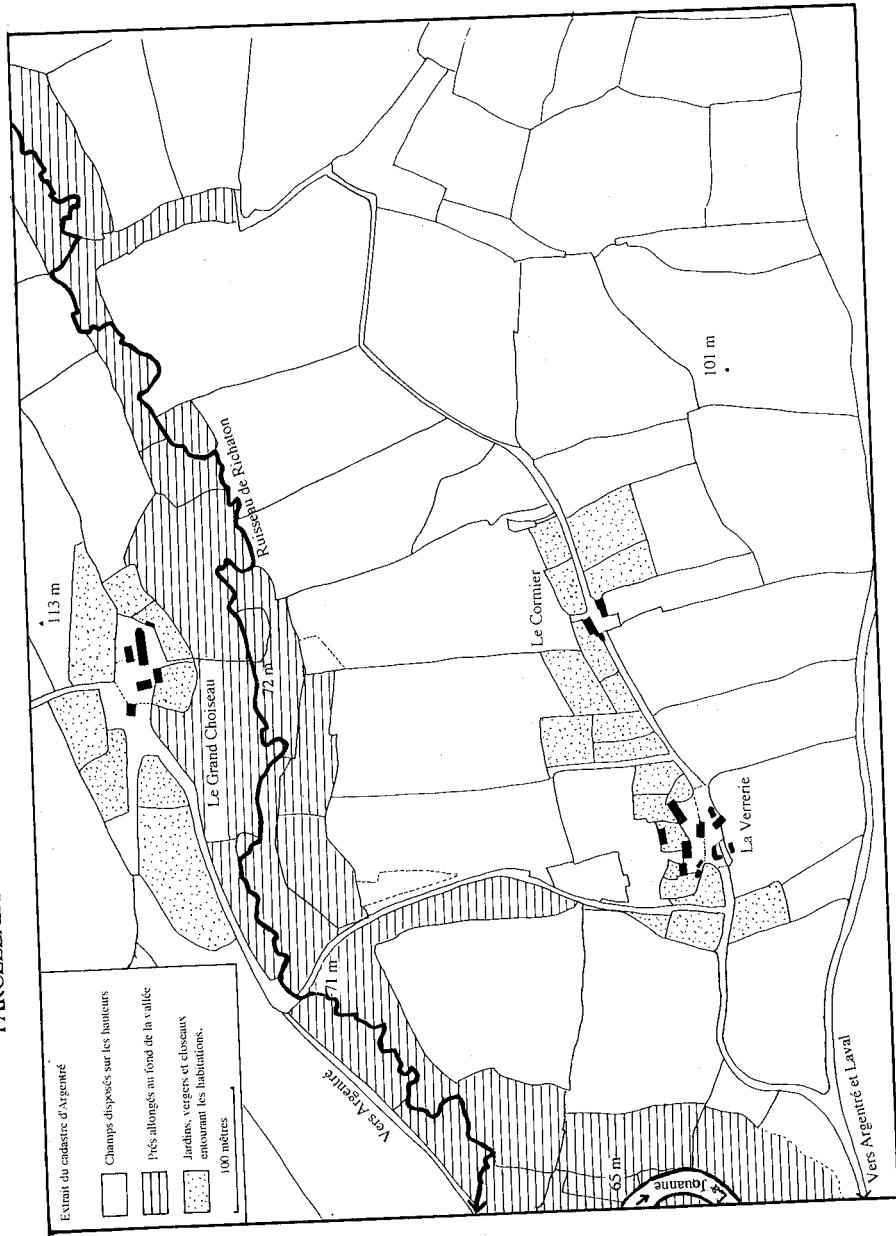 Extrait du cadastre d'Argentré
Champs disposés sur les hauteurs
Prés allongés au fond de la vallée
Jardins, vergers et closeaux
entourant les habitations.
100 mètres
113 m
Le Grand Choiseau
Ruisseau de Richaton
72 m
71 m
Vers Argentré
65 m
La Jouanne
Le Cormier
La Verrerie
101 m
Vers Argentré et Laval